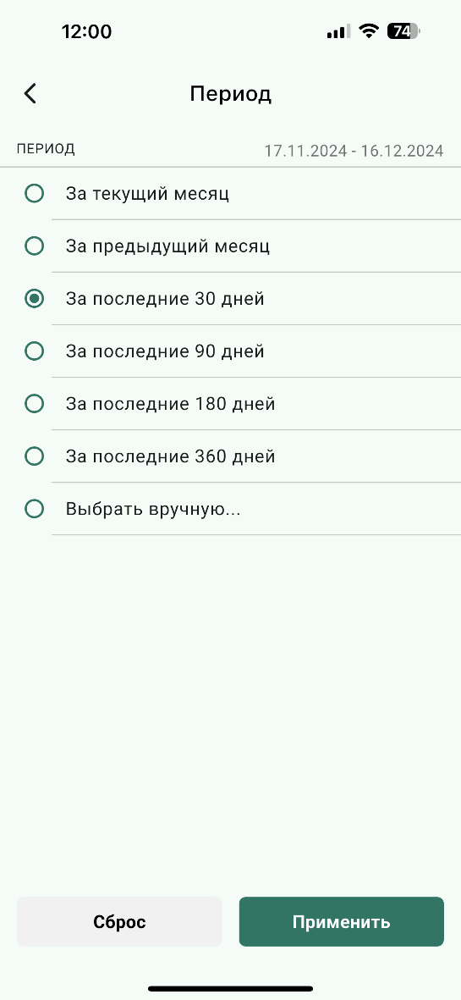 12:00
74
Период
ПЕРИОД
17.11.2024 - 16.12.2024
За текущий месяц
За предыдущий месяц
За последние 30 дней
За последние 90 дней
За последние 180 дней
За последние 360 дней
Выбрать вручную...
Сброс
Применить